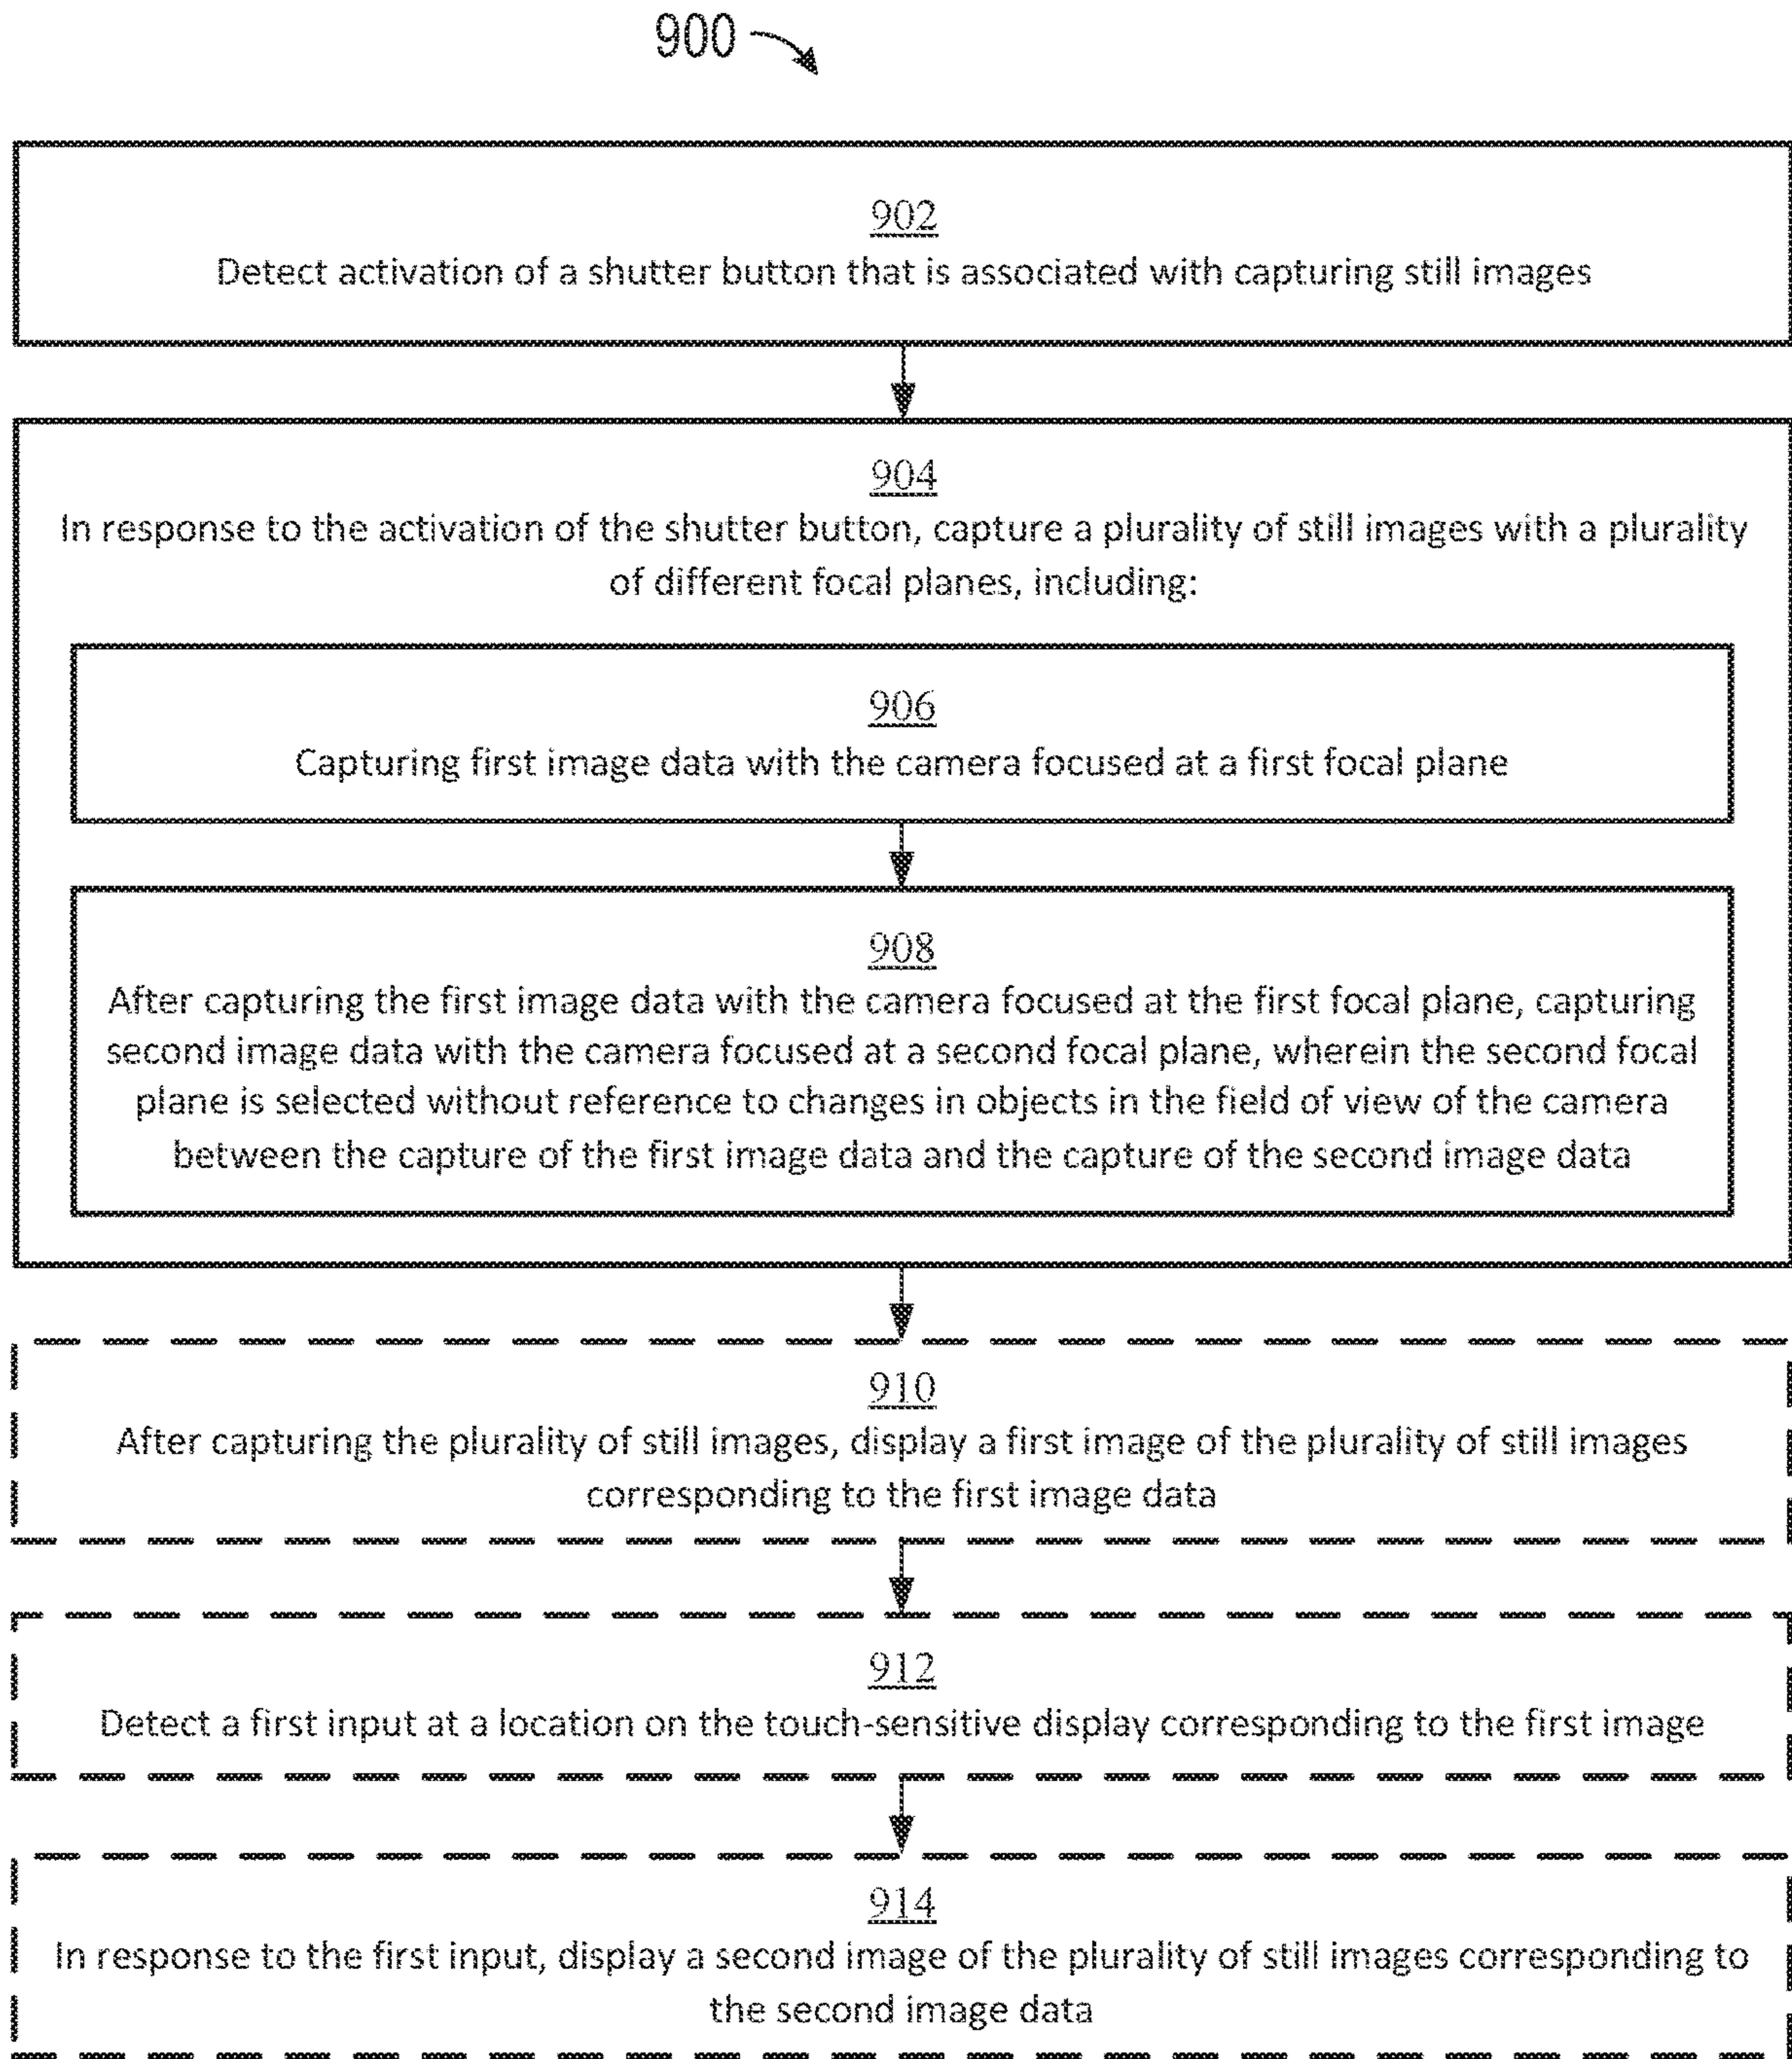 900
902
Detect activation of a shutter button that is associated with capturing still images
904
In response to the activation of the shutter button, capture a plurality of still images with a plurality
of different focal planes, including:
906
Capturing first image data with the camera focused at a first focal plane
908
After capturing the first image data with the camera focused at the first focal plane, capturing
second image data with the camera focused at a second focal plane, wherein the second focal
plane is selected without reference to changes in objects in the field of view of the camera
between the capture of the first image data and the capture of the second image data
910
After capturing the plurality of still images, display a first image of the plurality of still images
corresponding to the first image data
912
Detect a first input at a location on the touch-sensitive display corresponding to the first image
914
In response to the first input, display a second image of the plurality of still images corresponding to
the second image data